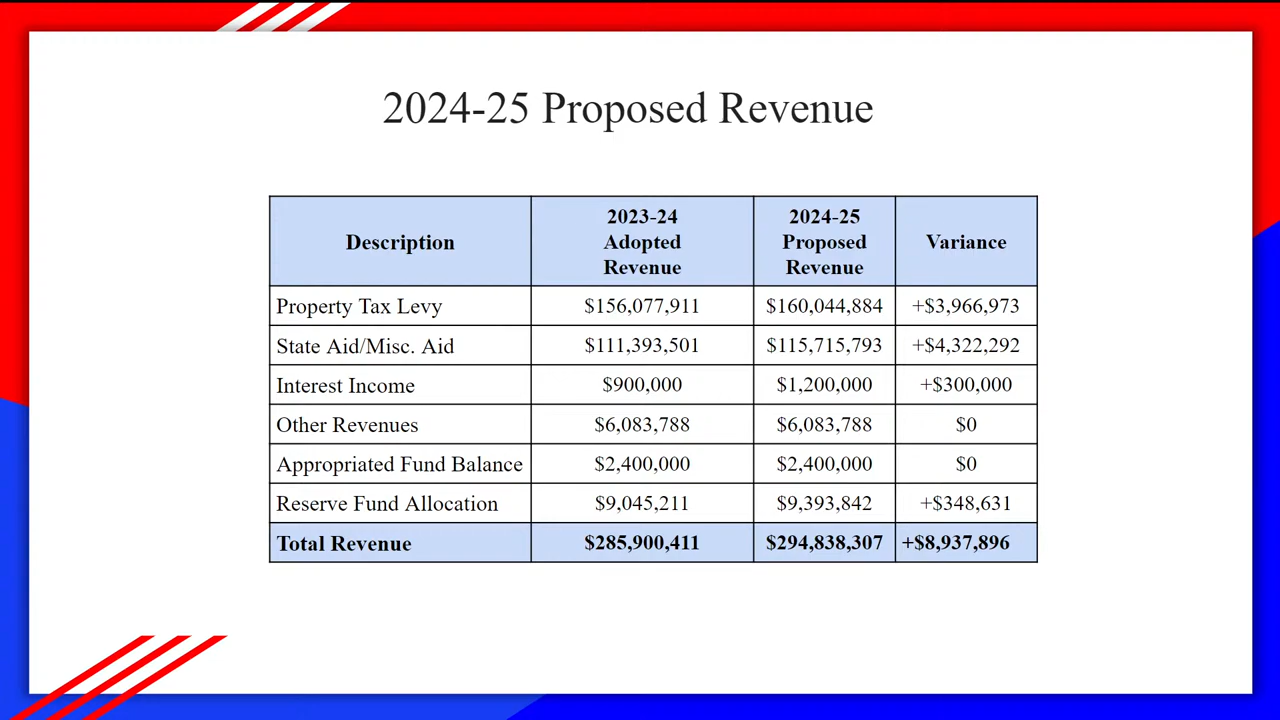 2024-25 Proposed Revenue
Description
2023-24
Adopted
Revenue
2024-25
Proposed
Revenue
Variance
Property Tax Levy $156,077,911 $160,044,884 +$3,966,973
State Aid/Misc. Aid $111,393,501 $115,715,793 +$4,322,292
Interest Income $900,000 $1,200,000 +$300,000
Other Revenues $6,083,788 $6,083,788 $0
Appropriated Fund Balance $2,400,000 $2,400,000 $0
Reserve Fund Allocation $9,045,211 $9,393,842 +$348,631
Total Revenue $285,900,411 $294,838,307 +$8,937,896